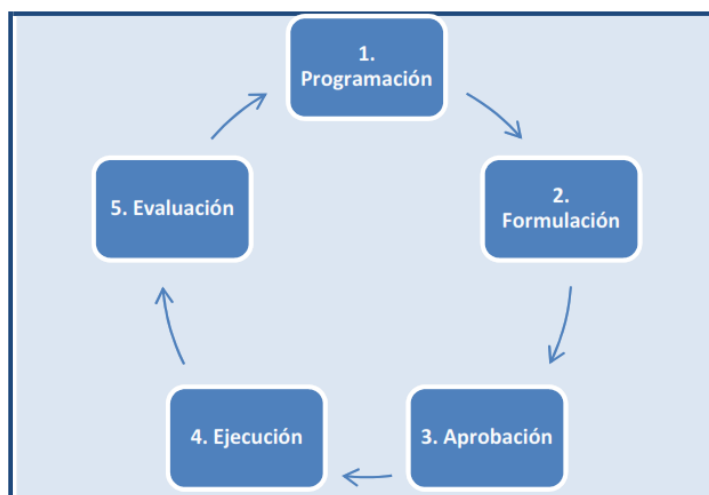 1.
Programación
2.
Formulación
3. Aprobación
4. Ejecución
5. Evaluación